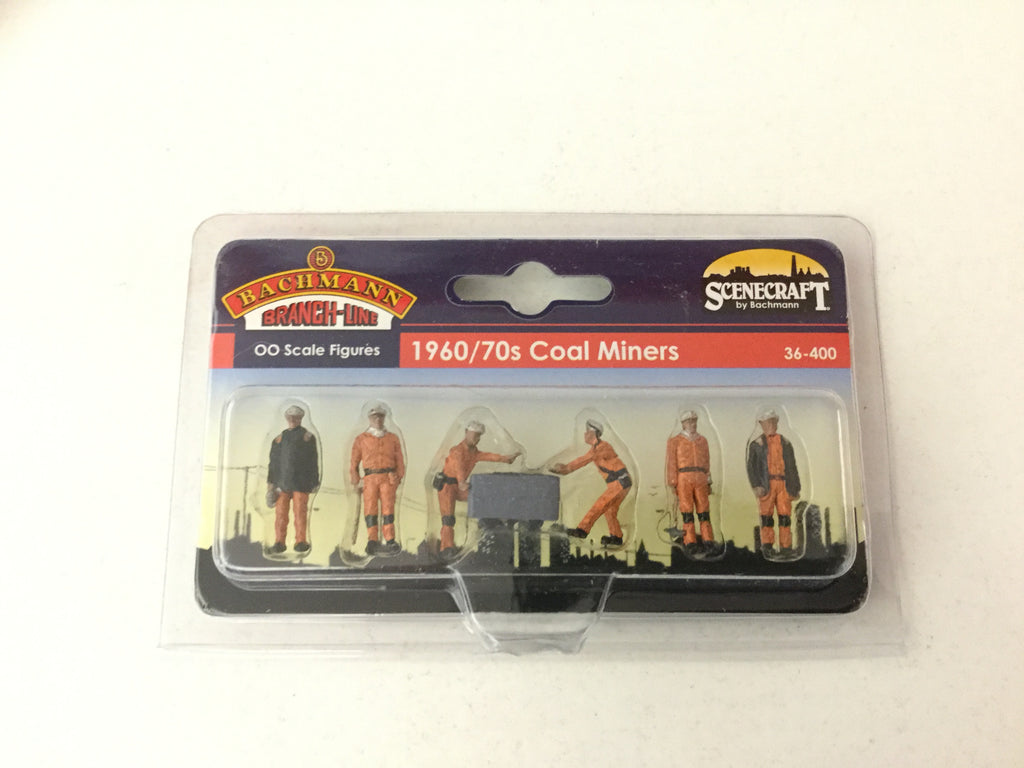 B
BACHMANN
BRANCH-LINE
OO Scale Figures
1960/70s Coal Miners
SCENECRAFT
by Bachmann
36-400